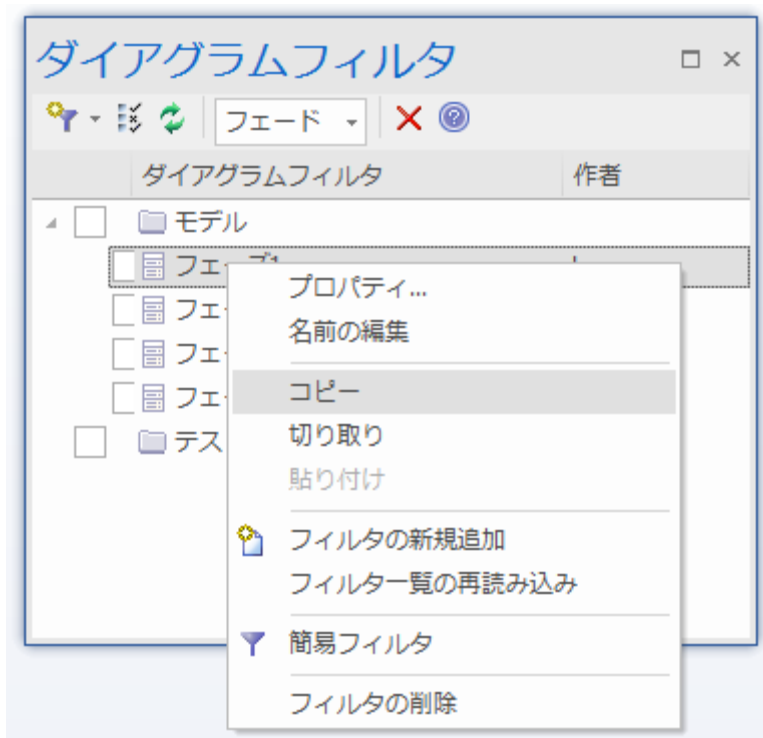 ダイアグラムフィルタ
フェード
ダイアグラムフィルタ 作者
モデル
フェーズ1
フェ
フェ
フェ
テス
プロパティ...
名前の編集
コピー
切り取り
貼り付け
フィルタの新規追加
フィルター覧の再読み込み
簡易フィルタ
フィルタの削除